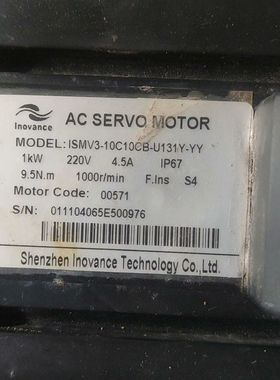 Inovance
AC SERVO MOTOR
MODEL: ISMV3-10C10CB-U131Y-YY
1kW 220V 4.5A IP67
9.5N.m 1000r/min F.Ins S4
Motor Code: 00571
S/N: 011104065E500976
Shenzhen Inovance Technology Co.,Ltd.